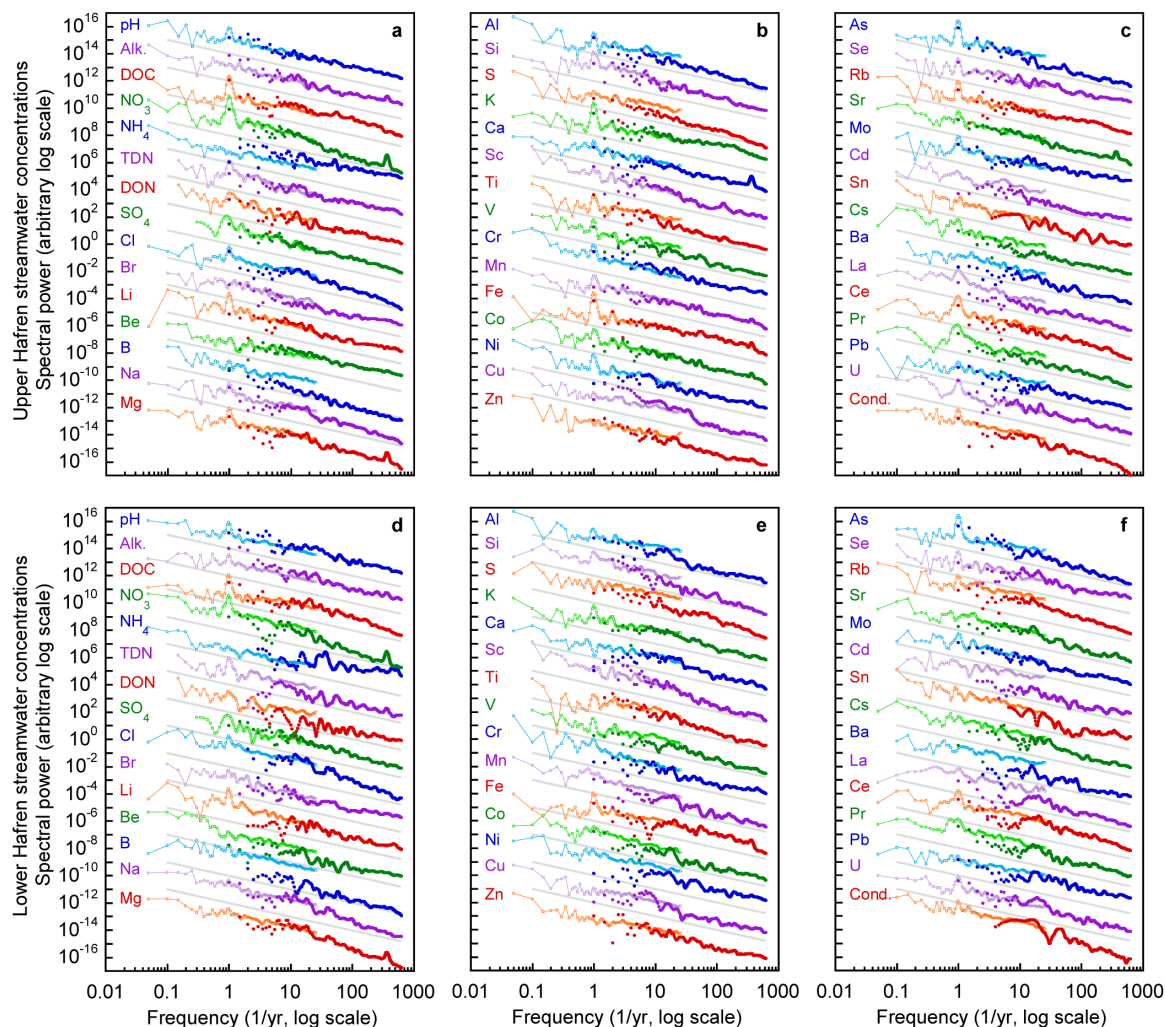 Upper Hafren streamwater concentrations
Spectral power (arbitrary log scale)
10^16
10^14
10^12
10^10
10^8
10^6
10^4
10^2
10^0
10^-2
10^-4
10^-6
10^-8
10^-10
10^-12
10^-14
10^-16
a
pH
Alk.
DOC
NO3
NH4
TDN
DON
SO4
Cl
Br
Li
Be
B
Na
Mg
b
Al
Si
S
K
Ca
Sc
Ti
V
Cr
Mn
Fe
Co
Ni
Cu
Zn
c
As
Se
Rb
Sr
Mo
Cd
Sn
Cs
Ba
La
Ce
Pr
Pb
U
Cond.
Lower Hafren streamwater concentrations
Spectral power (arbitrary log scale)
10^16
10^14
10^12
10^10
10^8
10^6
10^4
10^2
10^0
10^-2
10^-4
10^-6
10^-8
10^-10
10^-12
10^-14
10^-16
d
pH
Alk.
DOC
NO3
NH4
TDN
DON
SO4
Cl
Br
Li
Be
B
Na
Mg
0.01 0.1 1 10 100 1000
Frequency (1/yr, log scale)
e
Al
Si
S
K
Ca
Sc
Ti
V
Cr
Mn
Fe
Co
Ni
Cu
Zn
0.01 0.1 1 10 100 1000
Frequency (1/yr, log scale)
f
As
Se
Rb
Sr
Mo
Cd
Sn
Cs
Ba
La
Ce
Pr
Pb
U
Cond.
0.01 0.1 1 10 100 1000
Frequency (1/yr, log scale)